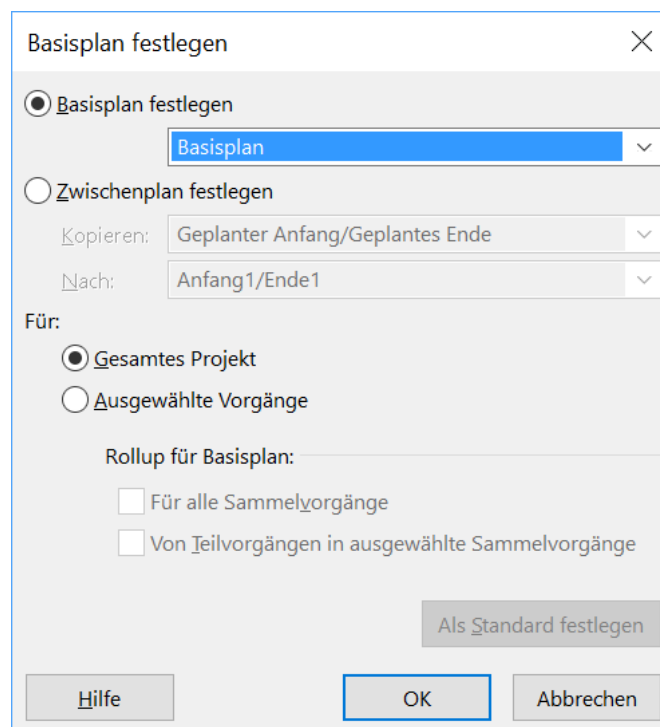 Basisplan festlegen
Basisplan festlegen
Basisplan
Zwischenplan festlegen
Kopieren: Geplanter Anfang/Geplantes Ende
Nach: Anfang1/Ende1
Für:
Gesamtes Projekt
Ausgewählte Vorgänge
Rollup für Basisplan:
Für alle Sammelvorgänge
Von Teilvorgängen in ausgewählte Sammelvorgänge
Als Standard festlegen
Hilfe OK Abbrechen